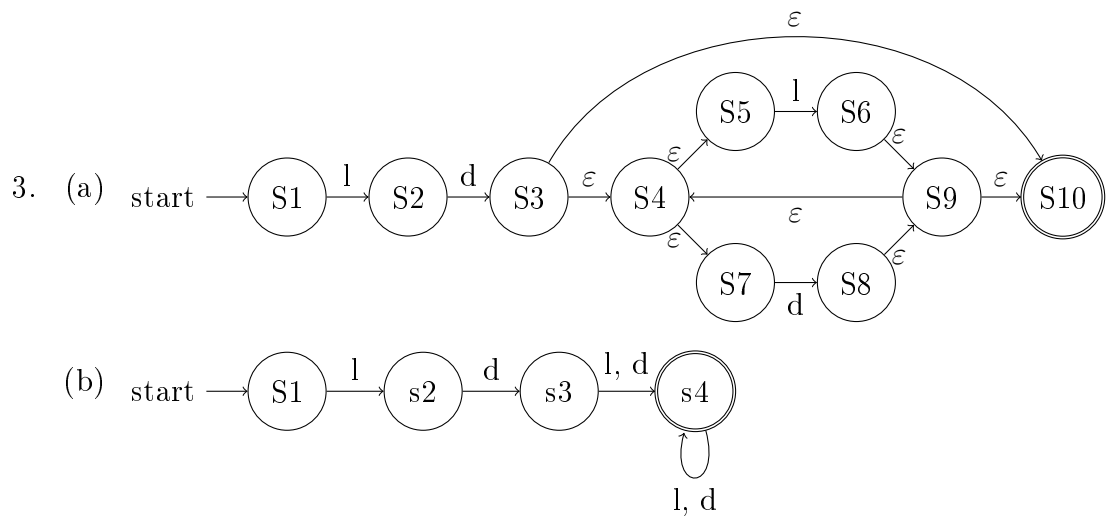 ε
S5 l S6
ε ε
3. (a) start S1 l S2 d S3 ε S4 S9 ε S10
ε
ε ε
S7 d S8
(b) start S1 l s2 d s3 l, d s4
l, d